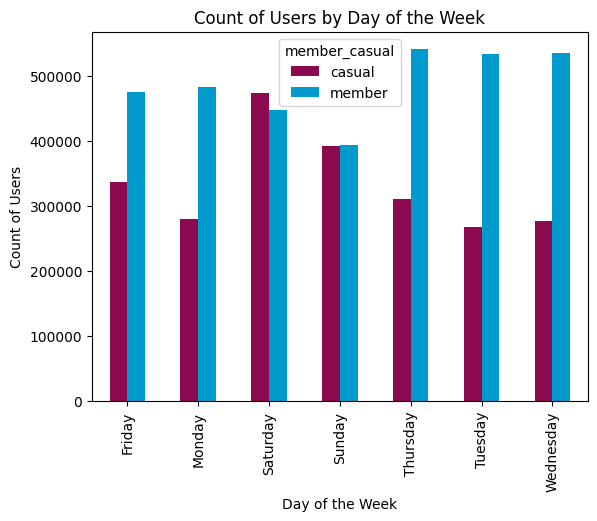 Count of Users by Day of the Week
member_casual
casual
member
Count of Users
500000
400000
300000
200000
100000
0
Friday
Monday
Saturday
Sunday
Thursday
Tuesday
Wednesday
Day of the Week